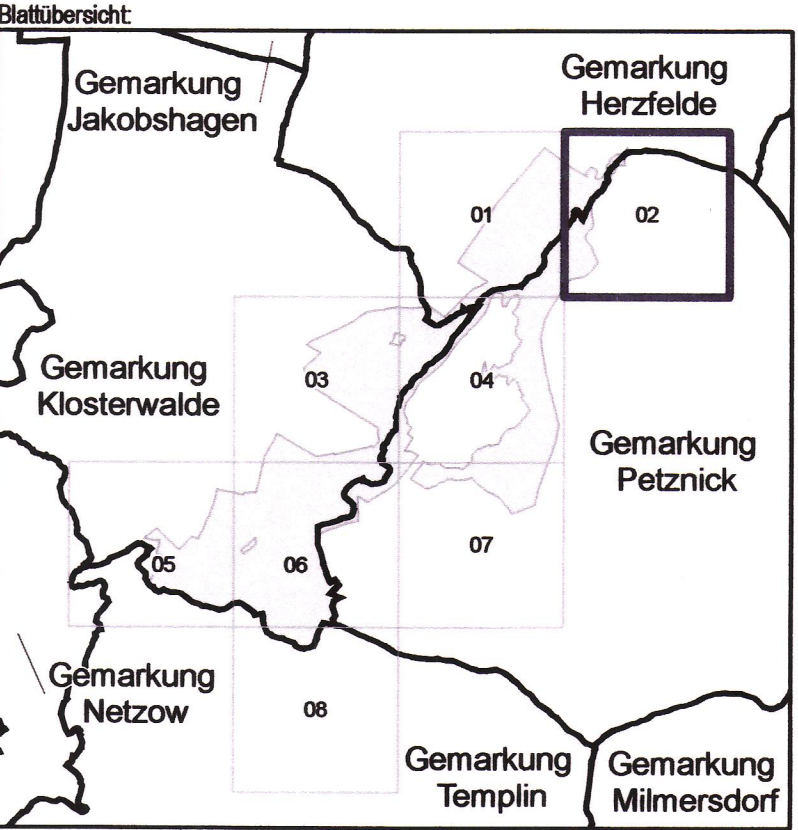 Blattübersicht:
Gemarkung
Jakobshagen
Gemarkung
Herzfelde
01
02
Gemarkung
Klosterwalde
03
04
Gemarkung
Petznick
05
06
07
Gemarkung
Netzow
08
Gemarkung
Templin
Gemarkung
Milmersdorf